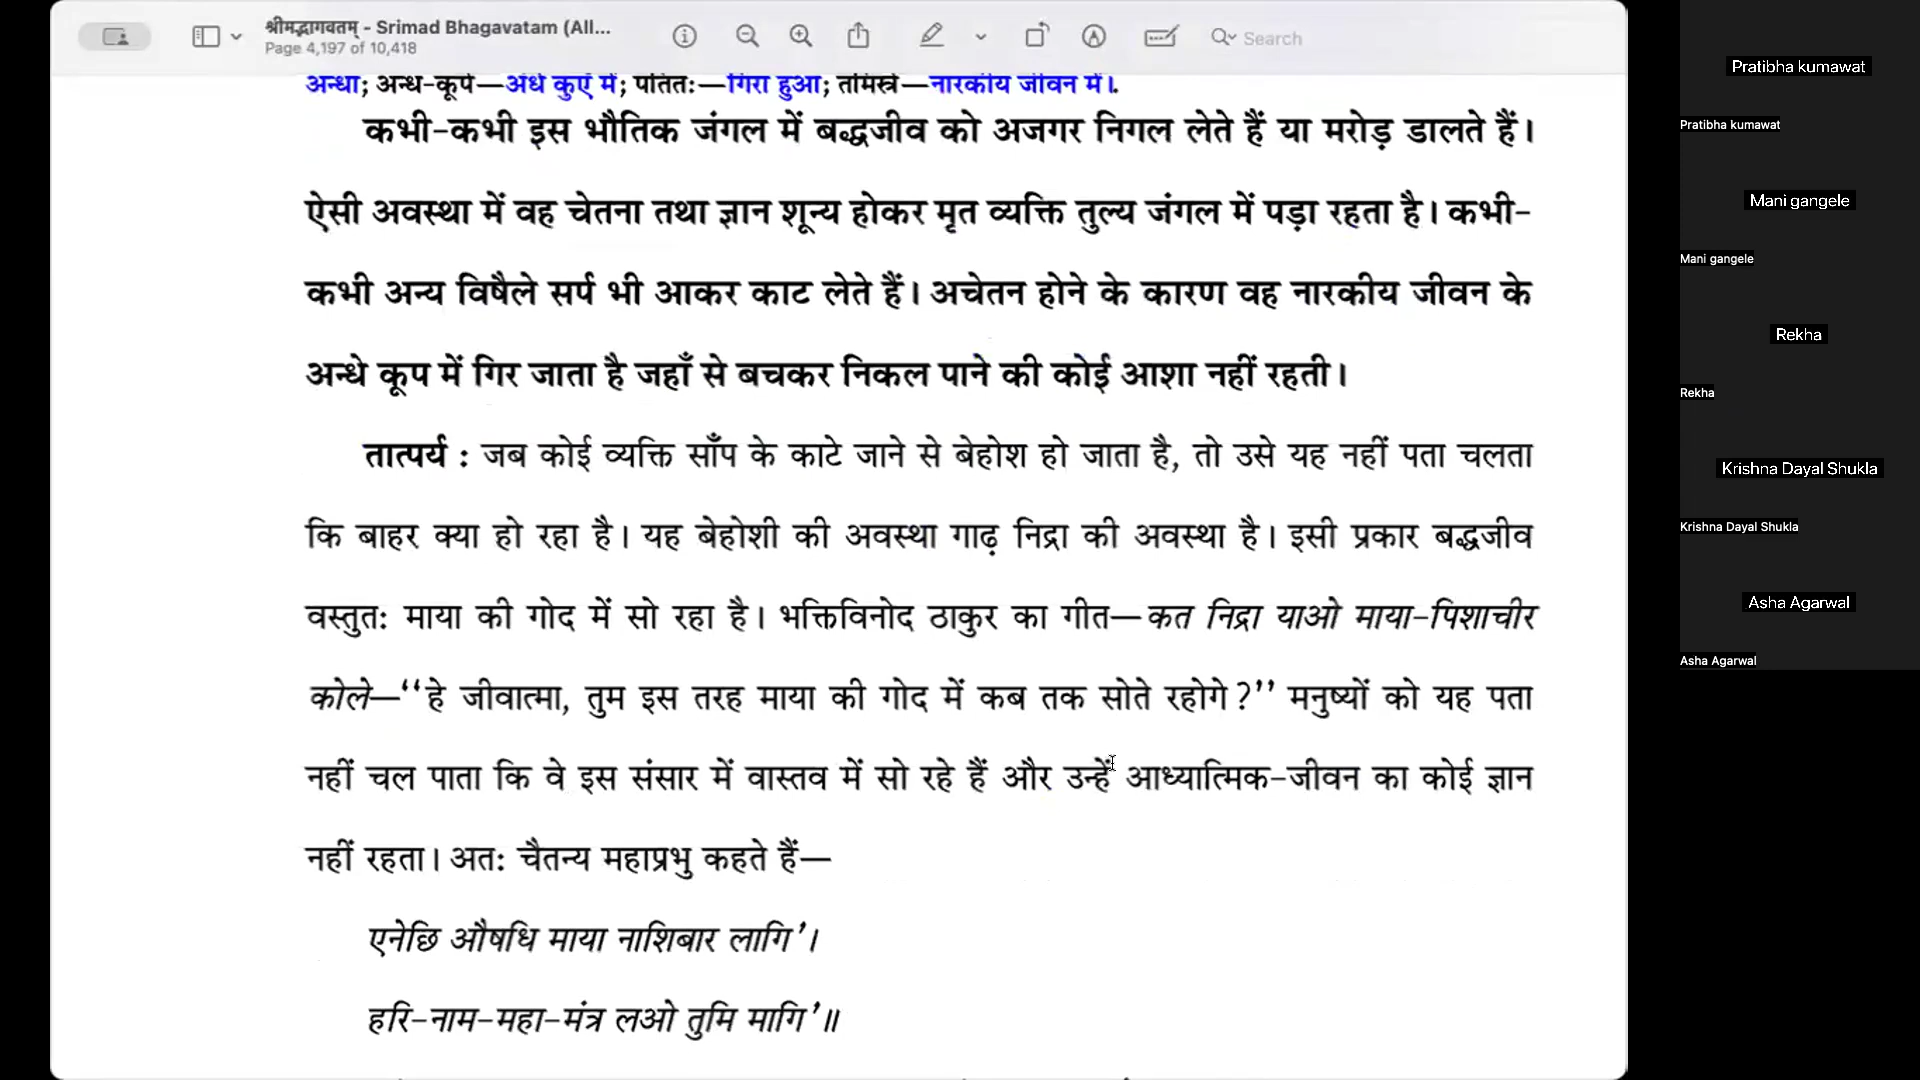 श्रीमद्भागवतम् - Srimad Bhagavatam (All...
Page 4,197 of 10,418
Search
अन्धा; अन्ध-कूपे—अंधे कुएँ में; पतितः—गिरा हुआ; तमिस्रे—नारकीय जीवन में।.
कभी-कभी इस भौतिक जंगल में बद्धजीव को अजगर निगल लेते हैं या मरोड़ डालते हैं।
ऐसी अवस्था में वह चेतना तथा ज्ञान शून्य होकर मृत व्यक्ति तुल्य जंगल में पड़ा रहता है। कभी-
कभी अन्य विषैले सर्प भी आकर काट लेते हैं। अचेतन होने के कारण वह नारकीय जीवन के
अन्धे कूप में गिर जाता है जहाँ से बचकर निकल पाने की कोई आशा नहीं रहती।
तात्पर्य : जब कोई व्यक्ति साँप के काटे जाने से बेहोश हो जाता है, तो उसे यह नहीं पता चलता
कि बाहर क्या हो रहा है। यह बेहोशी की अवस्था गाढ़ निद्रा की अवस्था है। इसी प्रकार बद्धजीव
वस्तुतः माया की गोद में सो रहा है। भक्तिविनोद ठाकुर का गीत—कत निद्रा याओ माया-पिशाचीर
कोले—‘‘हे जीवात्मा, तुम इस तरह माया की गोद में कब तक सोते रहोगे?’’ मनुष्यों को यह पता
नहीं चल पाता कि वे इस संसार में वास्तव में सो रहे हैं और उन्हें आध्यात्मिक-जीवन का कोई ज्ञान
नहीं रहता। अतः चैतन्य महाप्रभु कहते हैं—
एनेछि औषधि माया नाशिबार लागि’।
हरि-नाम-महा-मंत्र लओ तुमि मागि’॥
Pratibha kumawat
Pratibha kumawat
Mani gangele
Mani gangele
Rekha
Rekha
Krishna Dayal Shukla
Krishna Dayal Shukla
Asha Agarwal
Asha Agarwal